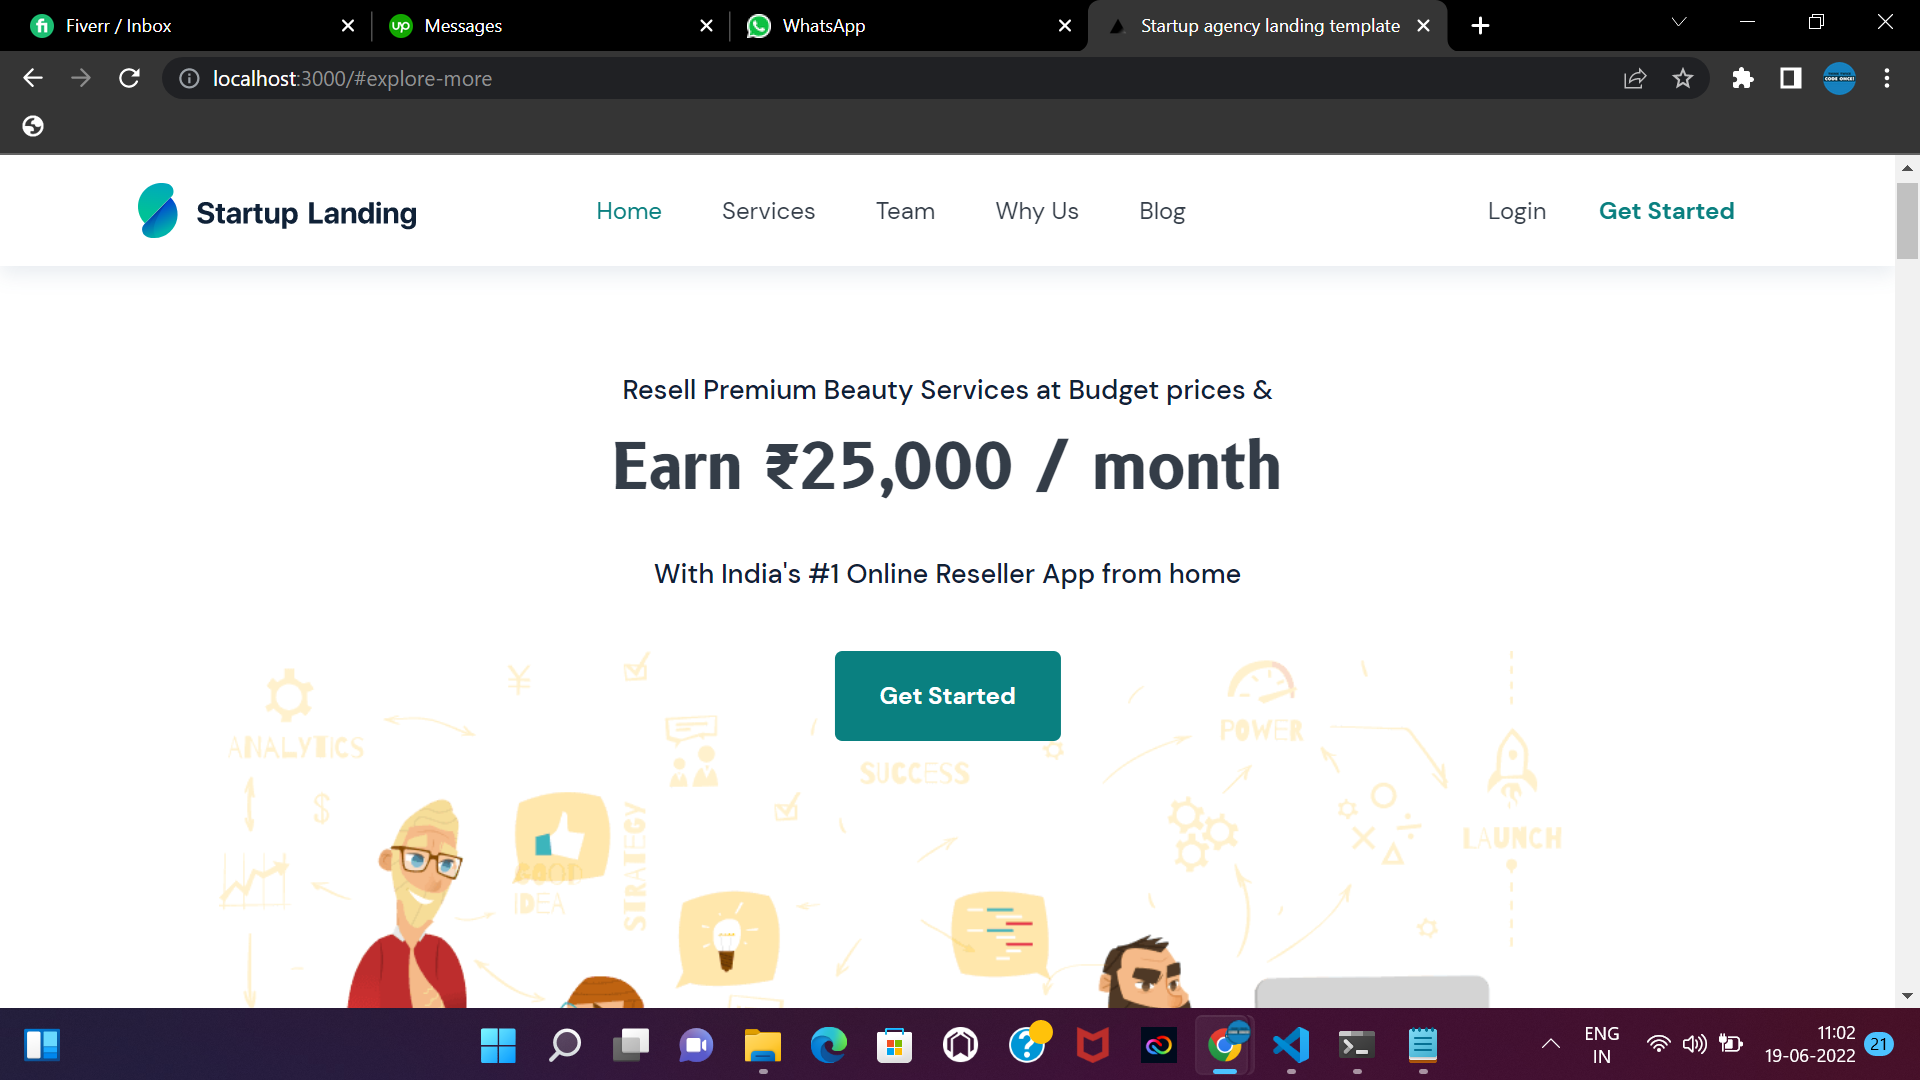 Fiverr / Inbox
Messages
WhatsApp
Startup agency landing template
localhost:3000/#explore-more
Startup Landing
Home
Services
Team
Why Us
Blog
Login
Get Started
Resell Premium Beauty Services at Budget prices &
Earn ₹25,000 / month
With India's #1 Online Reseller App from home
Get Started
ANALYTICS
POWER
SUCCESS
LAUNCH
STRATEGY
GOOD
IDEA
ENG
IN
11:02
19-06-2022
21